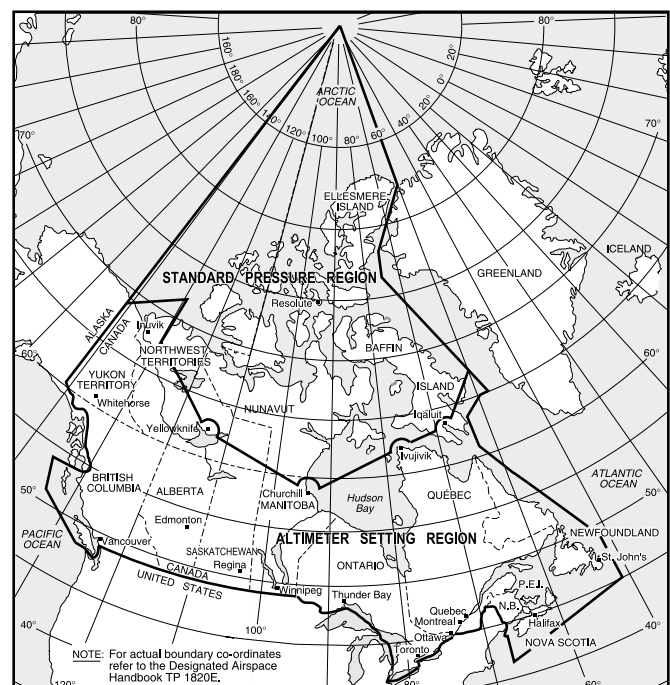 80°
80°
160°
180°
160°
140°
120°
100°
80°
60°
40°
20°
0°
20°
ARCTIC
OCEAN
70°
70°
ELLESMERE
ISLAND
ICELAND
GREENLAND
STANDARD PRESSURE REGION
Resolute
ALASKA
CANADA
Inuvik
60°
60°
NORTHWEST
TERRITORIES
BAFFIN
ISLAND
YUKON
TERRITORY
Whitehorse
NUNAVUT
Iqaluit
Yellowknife
Ivujivik
50°
50°
ATLANTIC
OCEAN
BRITISH
COLUMBIA
ALBERTA
Churchill
MANITOBA
Hudson
Bay
QUÉBEC
Edmonton
PACIFIC
OCEAN
Vancouver
SASKATCHEWAN
Regina
ALTIMETER SETTING REGION
ONTARIO
NEWFOUNDLAND
St. John's
CANADA
UNITED STATES
Winnipeg
Thunder Bay
P.E.I.
N.B.
Quebec
Montreal
Ottawa
Toronto
Halifax
NOVA SCOTIA
40°
40°
100°
80°
60°
120°
NOTE: For actual boundary co-ordinates
refer to the Designated Airspace
Handbook TP 1820E.